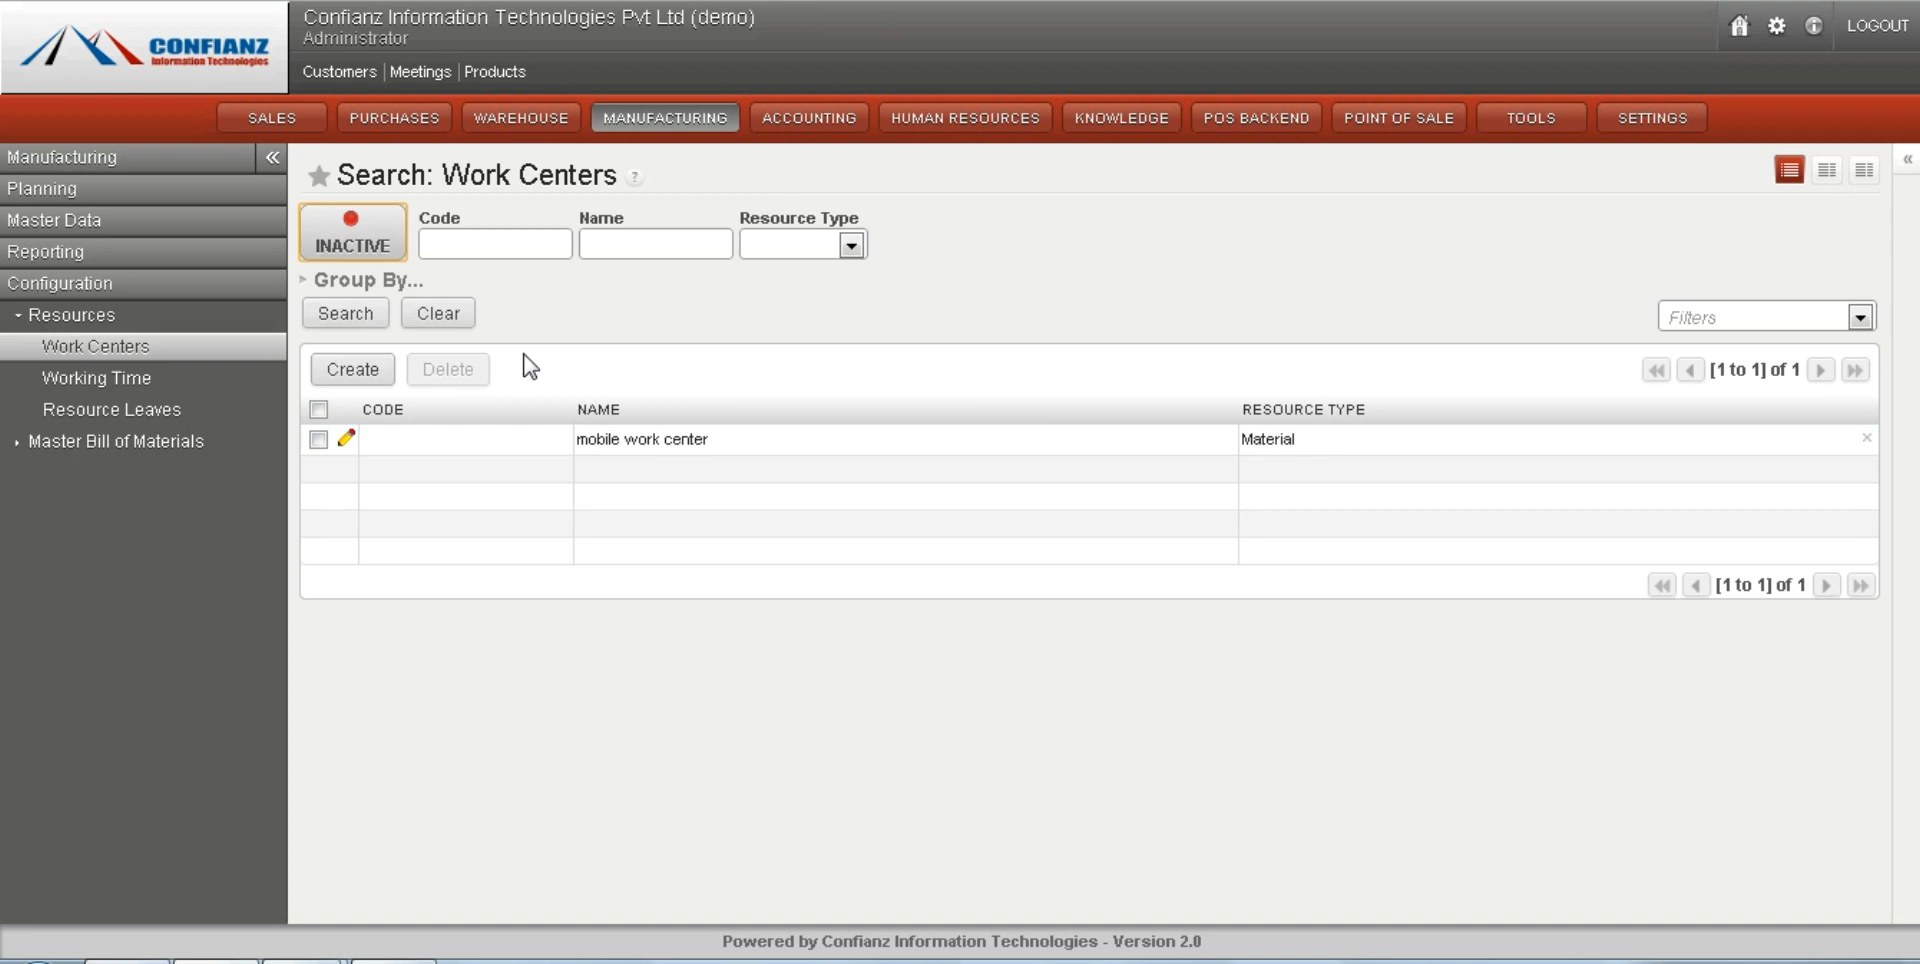 CONFIANZ
Information Technologies
Confianz Information Technologies Pvt Ltd (demo)
Administrator
Customers | Meetings | Products
LOGOUT
SALES PURCHASES WAREHOUSE MANUFACTURING ACCOUNTING HUMAN RESOURCES KNOWLEDGE POS BACKEND POINT OF SALE TOOLS SETTINGS
Manufacturing
Planning
Master Data
Reporting
Configuration
Resources
Work Centers
Working Time
Resource Leaves
Master Bill of Materials
Search: Work Centers ?
INACTIVE
Code Name Resource Type
Group By...
Search Clear
Filters
Create Delete
[1 to 1] of 1
CODE NAME RESOURCE TYPE
mobile work center Material
[1 to 1] of 1
Powered by Confianz Information Technologies - Version 2.0